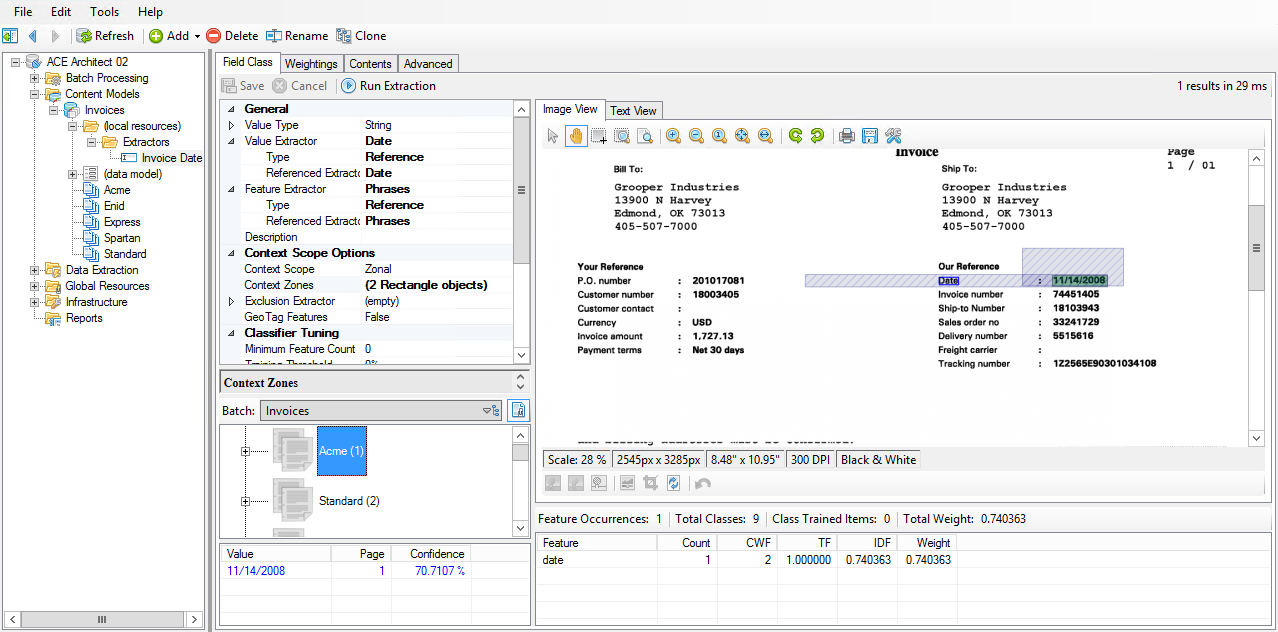 File Edit Tools Help
Refresh Add Delete Rename Clone
ACE Architect 02
Batch Processing
Content Models
Invoices
(local resources)
Extractors
Invoice Date
(data model)
Acme
Enid
Express
Spartan
Standard
Data Extraction
Global Resources
Infrastructure
Reports
Field Class Weightings Contents Advanced
Save Cancel Run Extraction 1 results in 29 ms
General
Value Type String
Value Extractor Date
Type Reference
Referenced Extractor Date
Feature Extractor Phrases
Type Reference
Referenced Extractor Phrases
Description
Context Scope Options
Context Scope Zonal
Context Zones (2 Rectangle objects)
Exclusion Extractor (empty)
GeoTag Features False
Classifier Tuning
Minimum Feature Count 0
Training Threshold 0%
Context Zones
Batch: Invoices
Acme (1)
Standard (2)
Value Page Confidence
11/14/2008 1 70.7107 %
Image View Text View
Invoice
Page
1 / 01
Bill To: Ship To:
Grooper Industries Grooper Industries
13900 N Harvey 13900 N Harvey
Edmond, OK 73013 Edmond, OK 73013
405-507-7000 405-507-7000
Your Reference Our Reference
P.O. number : 201017081 Date : 11/14/2008
Customer number : 18003405 Invoice number : 74451405
Customer contact : Ship-to Number : 18103943
Currency : USD Sales order no : 33241729
Invoice amount : 1,727.13 Delivery number : 5515616
Payment terms : Net 30 days Freight carrier :
Tracking number : 1Z2565E90301034108
Scale: 28 % 2545px x 3285px 8.48" x 10.95" 300 DPI Black & White
Feature Occurrences: 1 Total Classes: 9 Class Trained Items: 0 Total Weight: 0.740363
Feature Count CWF TF IDF Weight
date 1 2 1.000000 0.740363 0.740363